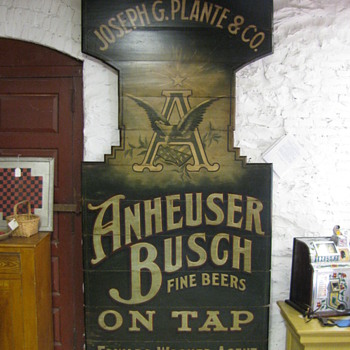 JOSEPH G. PLANTE & CO.
A
ANHEUSER
BUSCH
FINE BEERS
ON TAP